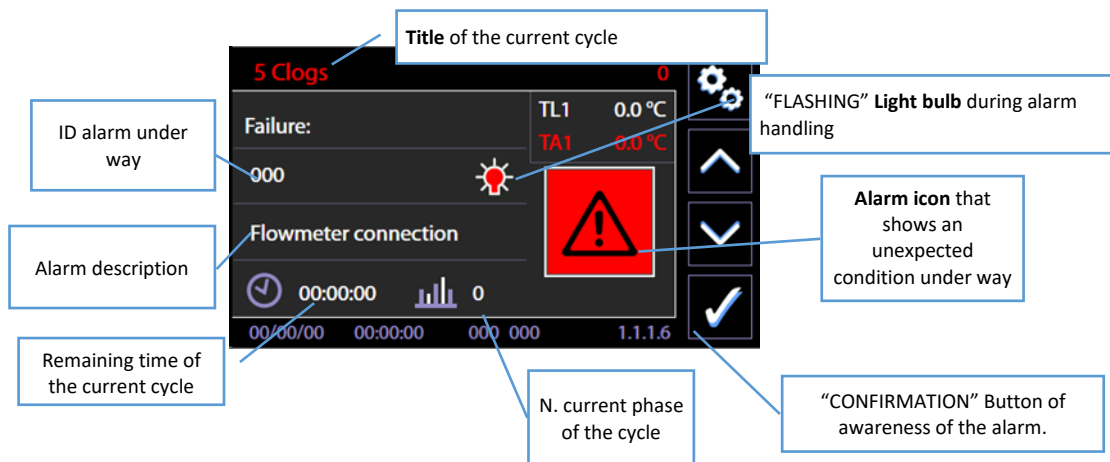 Title of the current cycle
5 Clogs 0
"FLASHING" Light bulb during alarm
handling
ID alarm under
way
Failure:
TL1 0.0 °C
TA1 0.0 °C
000
Alarm icon that
shows an
unexpected
condition under way
Alarm description
Flowmeter connection
00:00:00 0
00/00/00 00:00:00 000 000 1.1.1.6
Remaining time of
the current cycle
N. current phase
of the cycle
"CONFIRMATION" Button of
awareness of the alarm.